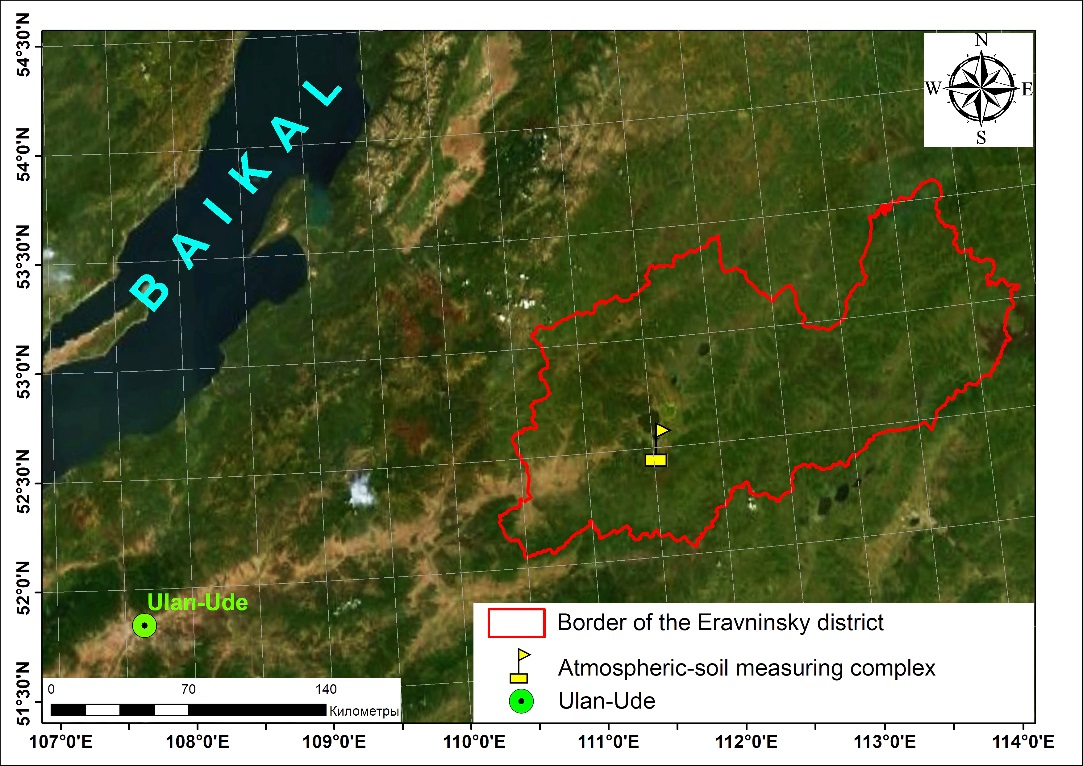 54°30'N
54°0'N
53°30'N
53°0'N
52°30'N
52°0'N
51°30'N
BAIKAL
N
W
E
S
Ulan-Ude
0
70
140
Километры
Border of the Eravninsky district
Atmospheric-soil measuring complex
Ulan-Ude
107°0'E
108°0'E
109°0'E
110°0'E
111°0'E
112°0'E
113°0'E
114°0'E